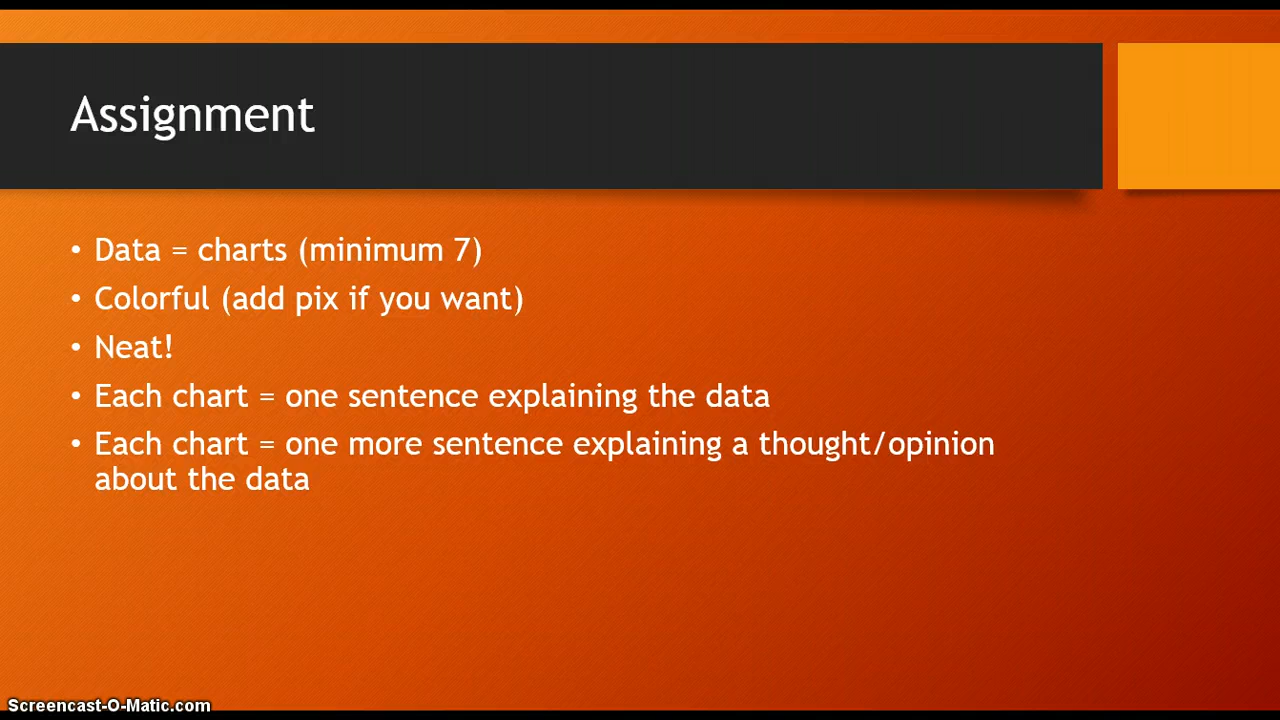 Assignment
• Data = charts (minimum 7)
• Colorful (add pix if you want)
• Neat!
• Each chart = one sentence explaining the data
• Each chart = one more sentence explaining a thought/opinion
about the data
Screencast-O-Matic.com